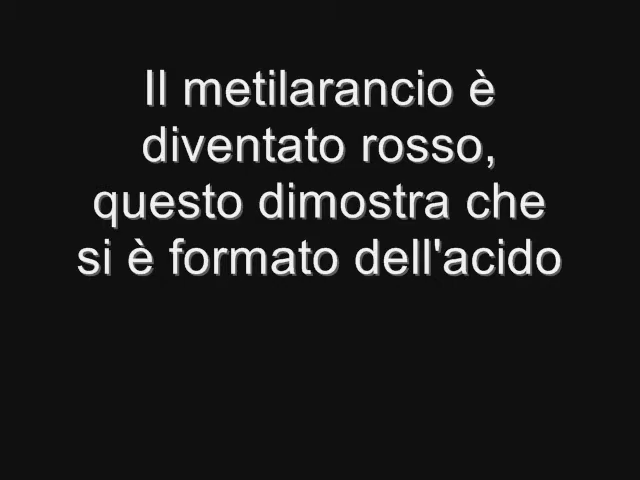 Il metilarancio è
diventato rosso,
questo dimostra che
si è formato dell'acido